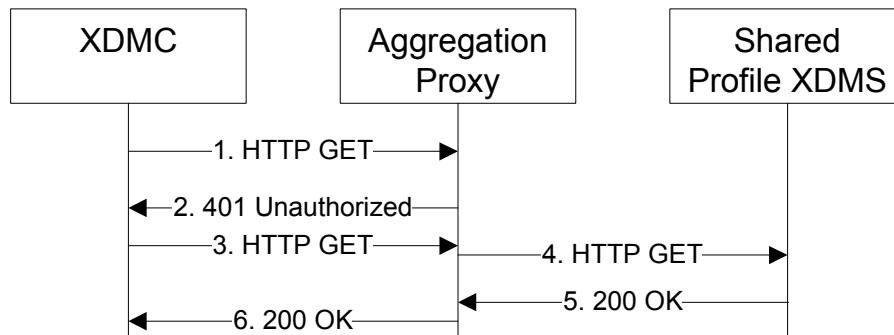 XDMC
Aggregation
Proxy
Shared
Profile XDMS
1. HTTP GET
2. 401 Unauthorized
3. HTTP GET
4. HTTP GET
5. 200 OK
6. 200 OK